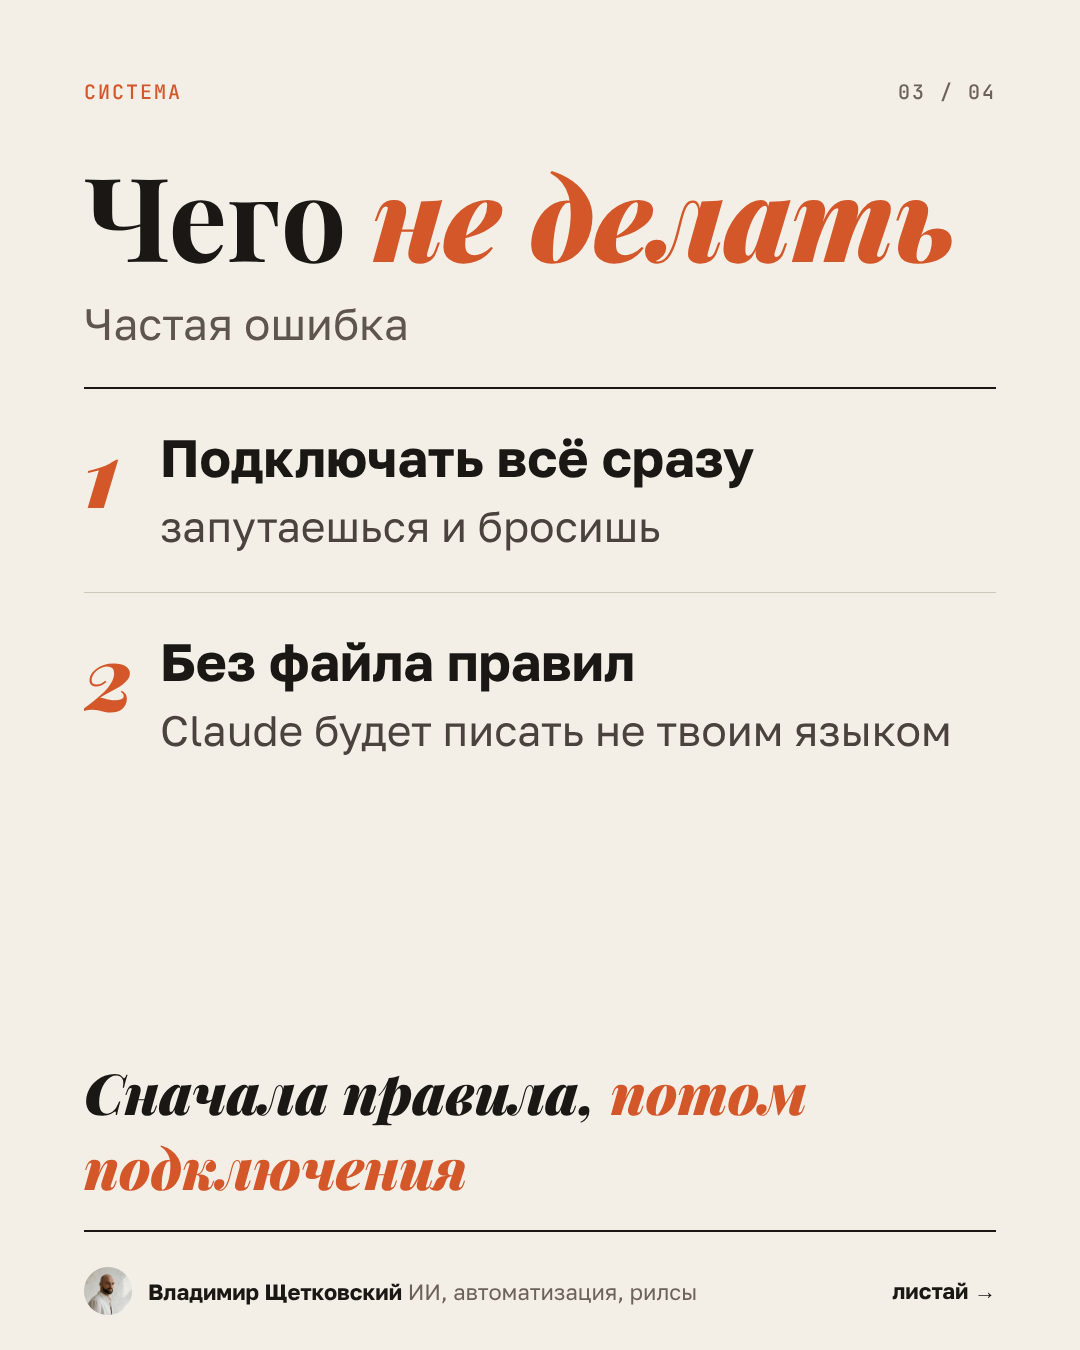 СИСТЕМА
03 / 04
Чего не делать
Частая ошибка
1
Подключать всё сразу
запутаешься и бросишь
2
Без файла правил
Claude будет писать не твоим языком
Сначала правила, потом
подключения
Владимир Щетковский ИИ, автоматизация, рилсы
листай →